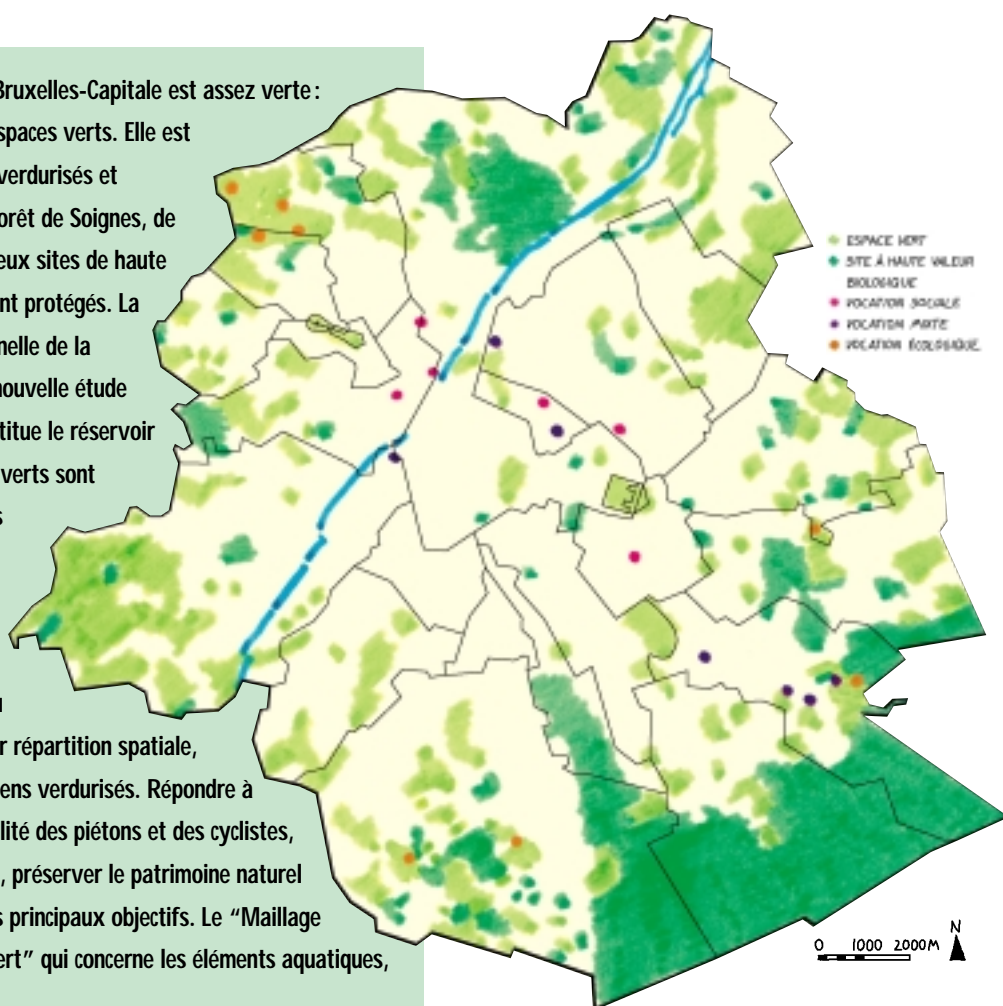 Bruxelles-Capitale est assez verte :
spaces verts. Elle est
verdurisés et
orêt de Soignes, de
eux sites de haute
nt protégés. La
nelle de la
nouvelle étude
titue le réservoir
verts sont
s
r répartition spatiale,
ens verdurisés. Répondre à
lité des piétons et des cyclistes,
, préserver le patrimoine naturel
s principaux objectifs. Le “Maillage
ert” qui concerne les éléments aquatiques,
ESPACE VERT
SITE À HAUTE VALEUR
BIOLOGIQUE
VOCATION SOCIALE
VOCATION MIXTE
VOCATION ÉCOLOGIQUE
0 1000 2000M
N